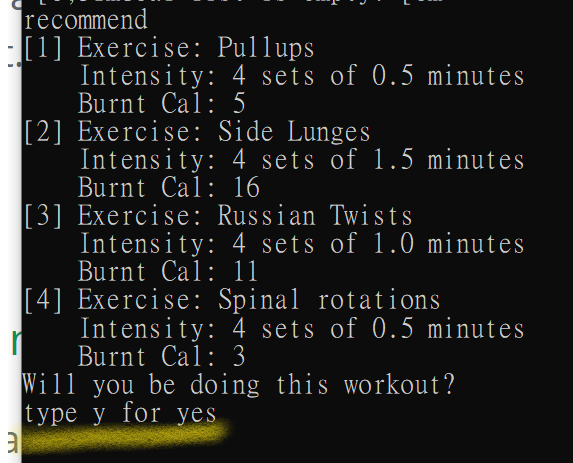 recommend
[1] Exercise: Pullups
Intensity: 4 sets of 0.5 minutes
Burnt Cal: 5
[2] Exercise: Side Lunges
Intensity: 4 sets of 1.5 minutes
Burnt Cal: 16
[3] Exercise: Russian Twists
Intensity: 4 sets of 1.0 minutes
Burnt Cal: 11
[4] Exercise: Spinal rotations
Intensity: 4 sets of 0.5 minutes
Burnt Cal: 3
Will you be doing this workout?
type y for yes